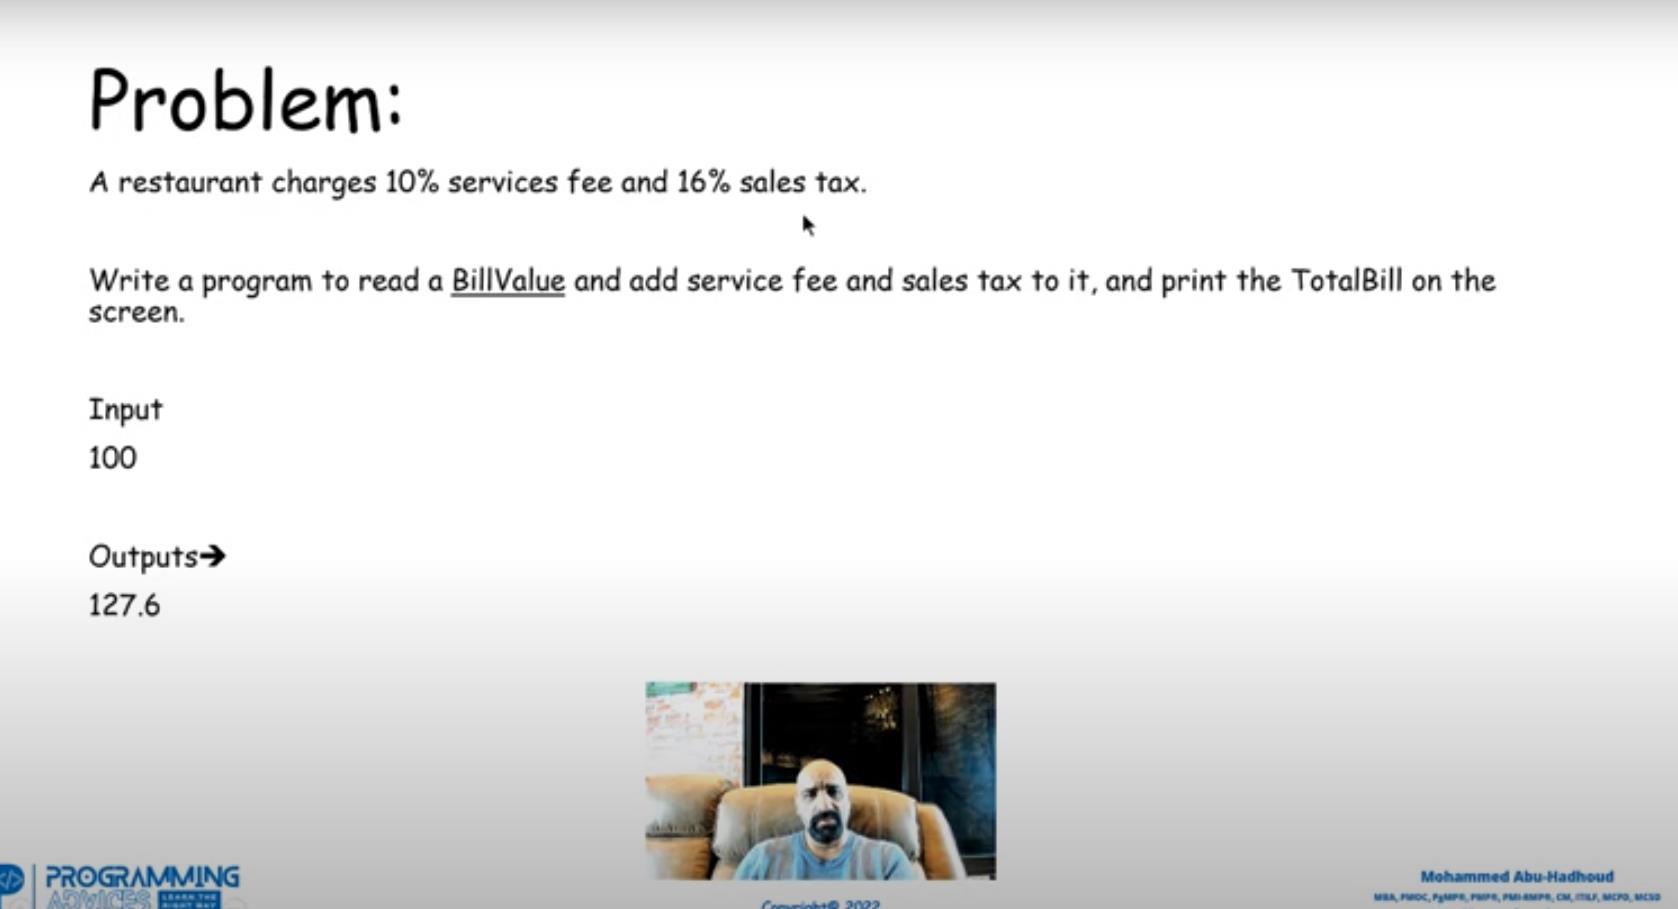 Problem:
A restaurant charges 10% services fee and 16% sales tax.
Write a program to read a BillValue and add service fee and sales tax to it, and print the TotalBill on the
screen.
Input
100
Outputs➔
127.6
PROGRAMMING
ADVICES LEARN THE RIGHT WAY
Copyright© 2022
Mohammed Abu-Hadhoud
MBA, PMOC, PgMP®, PMP®, PMI-RMP®, CM, ITILF, MCPD, MCSD